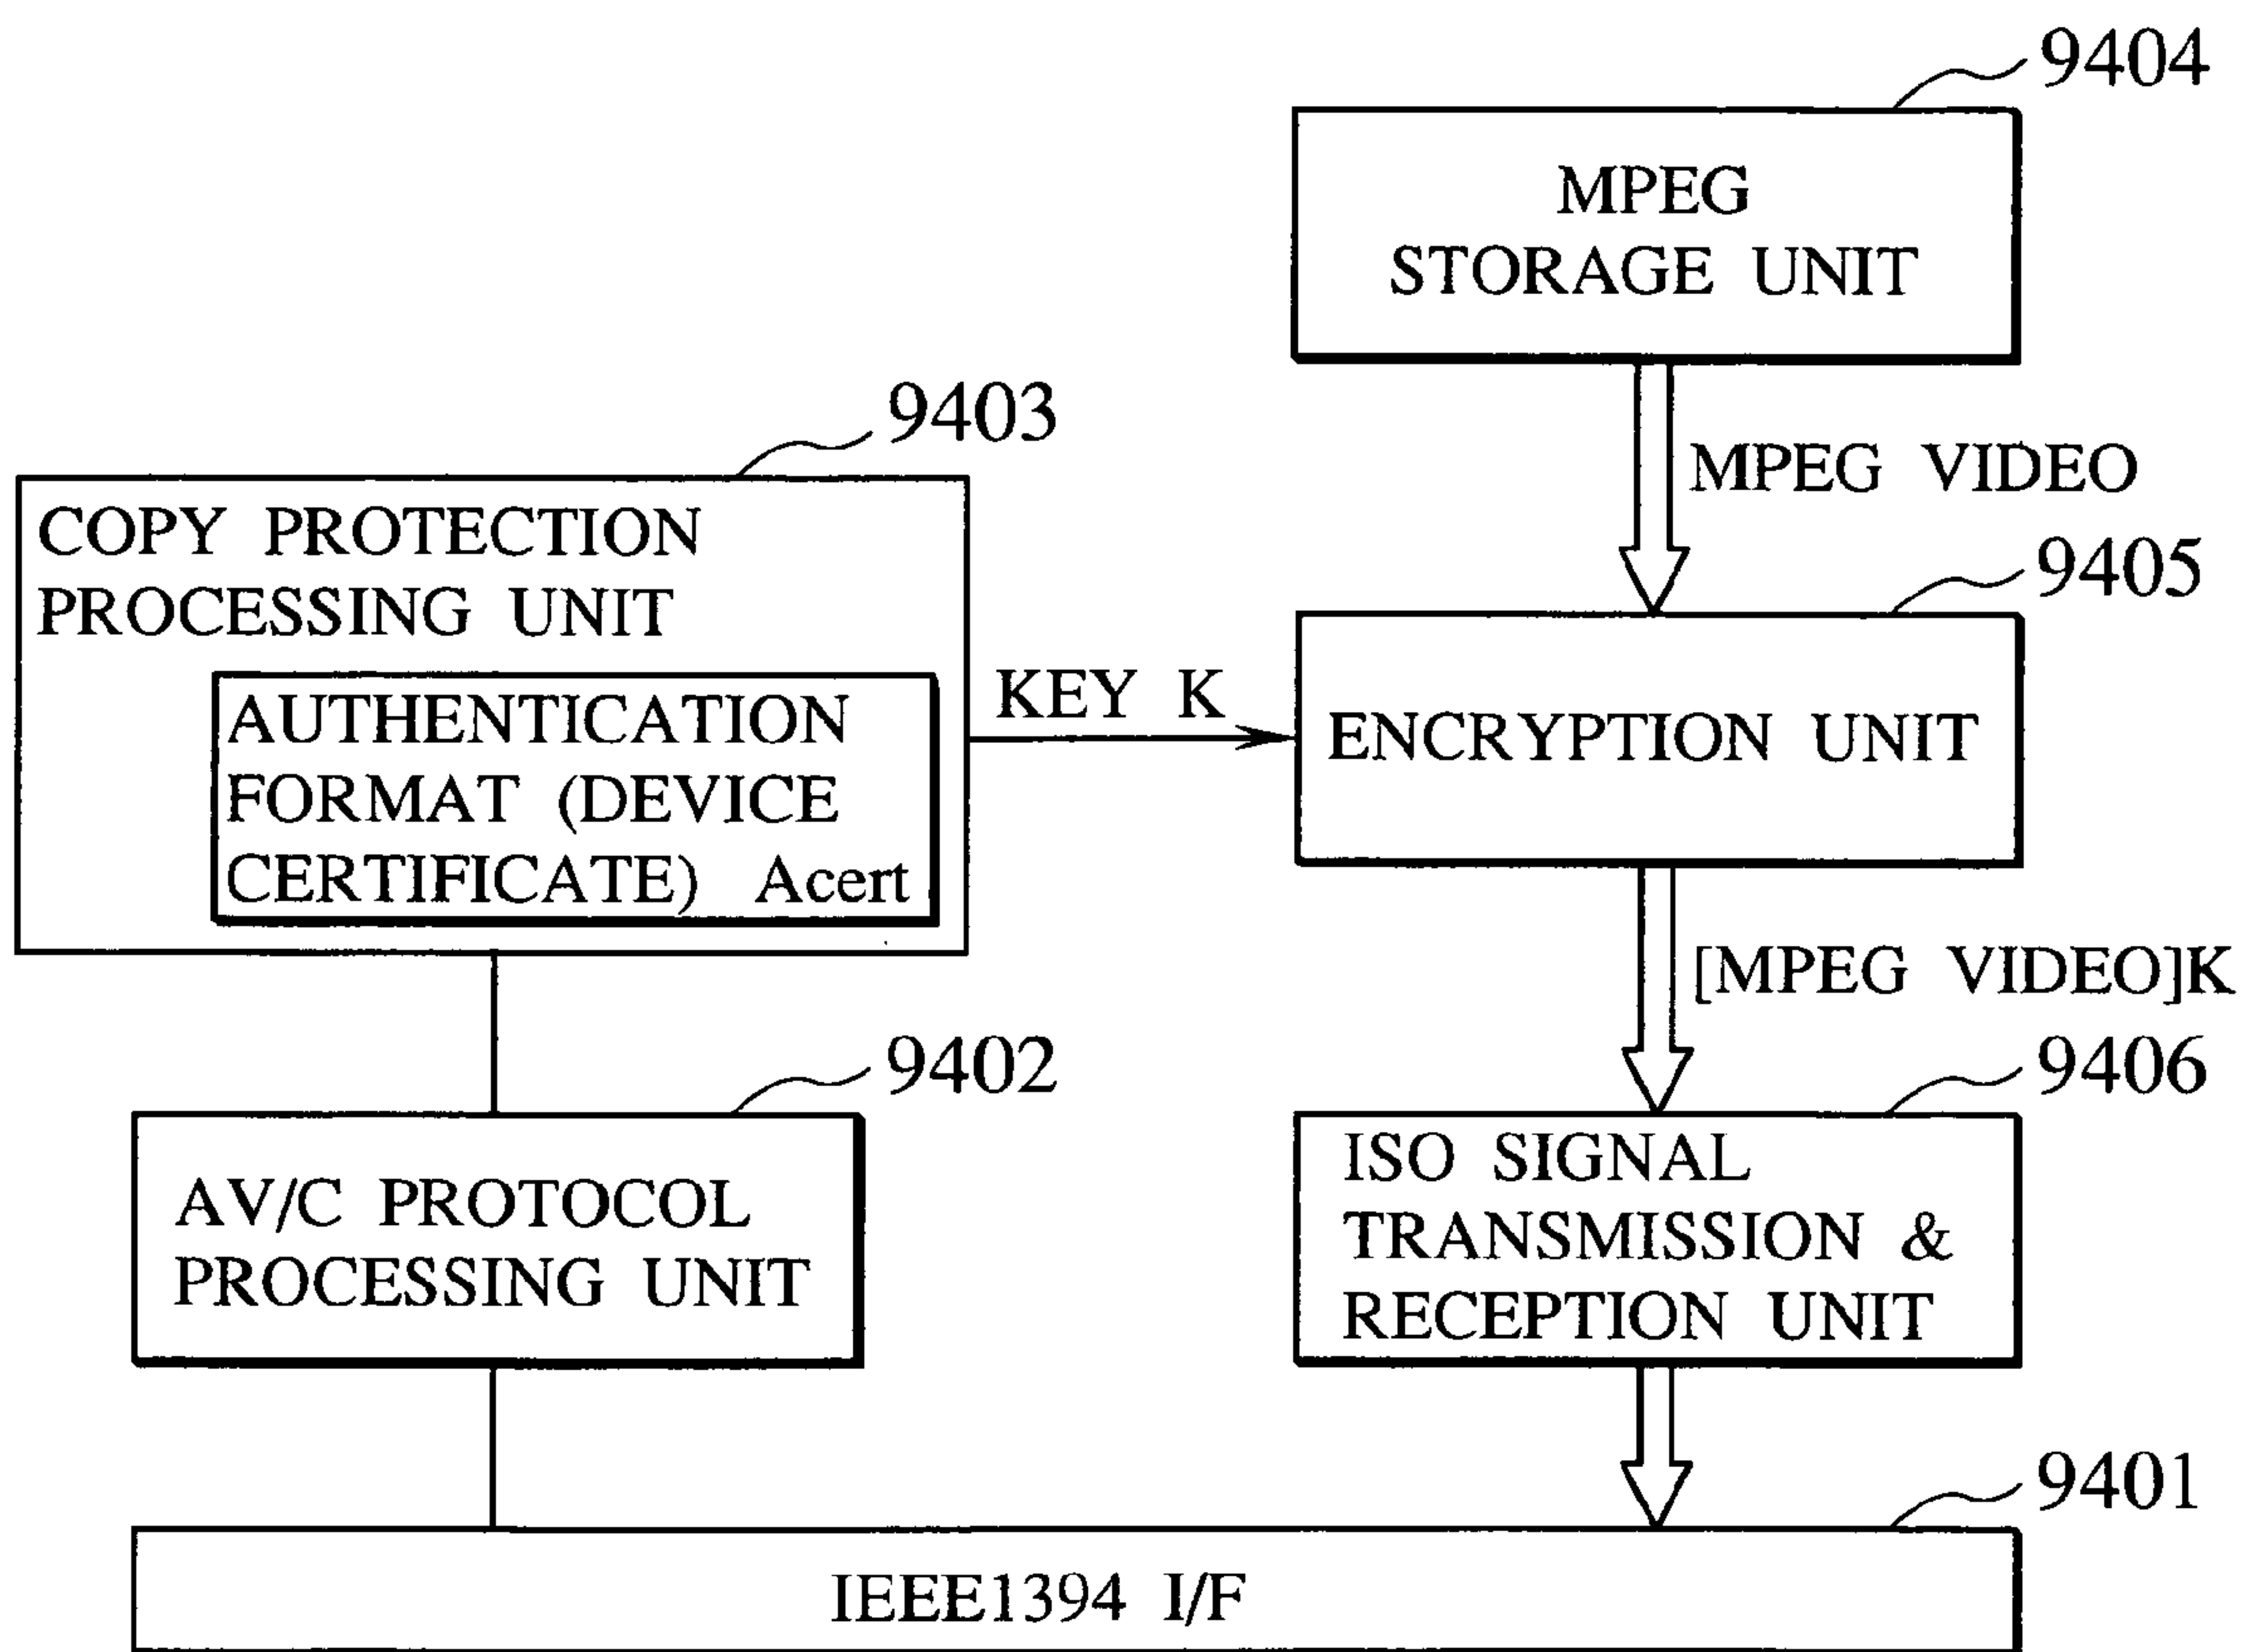 9404
MPEG
STORAGE UNIT
9403
MPEG VIDEO
COPY PROTECTION
PROCESSING UNIT
9405
AUTHENTICATION
FORMAT (DEVICE
CERTIFICATE) Acert
KEY K
ENCRYPTION UNIT
[MPEG VIDEO]K
9402
9406
AV/C PROTOCOL
PROCESSING UNIT
ISO SIGNAL
TRANSMISSION &
RECEPTION UNIT
9401
IEEE1394 I/F